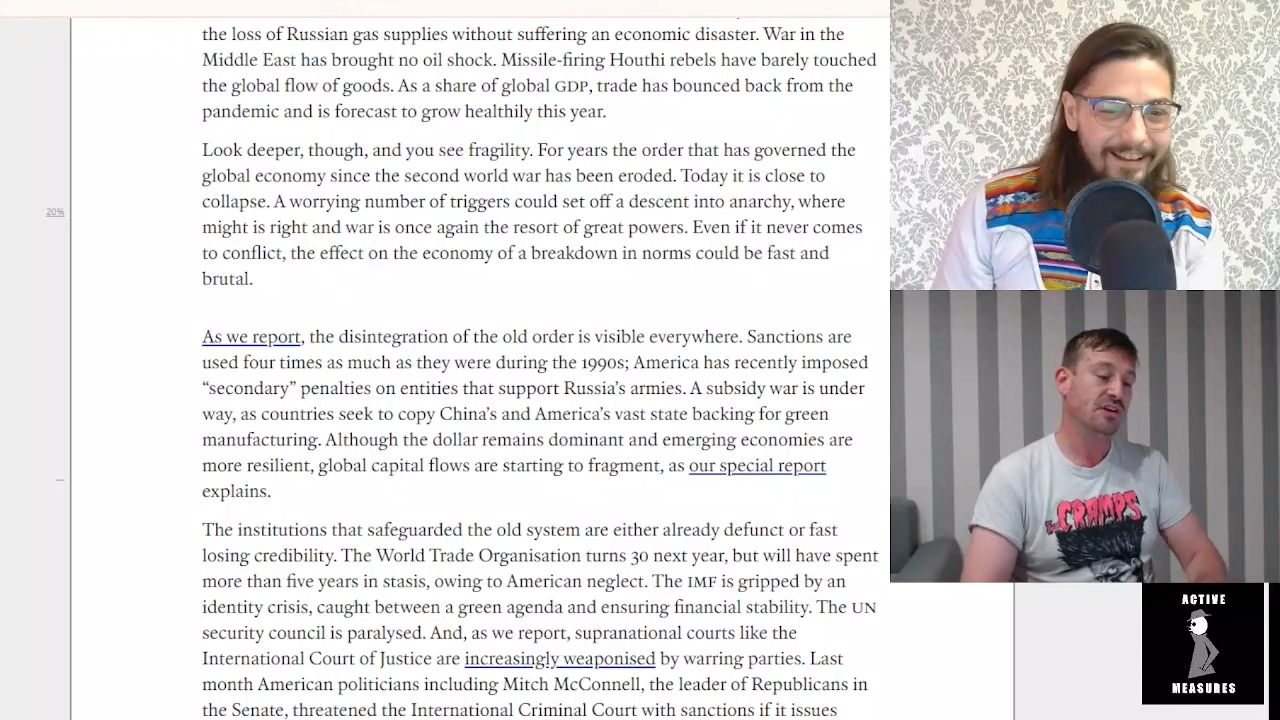 the loss of Russian gas supplies without suffering an economic disaster. War in the
Middle East has brought no oil shock. Missile-firing Houthi rebels have barely touched
the global flow of goods. As a share of global GDP, trade has bounced back from the
pandemic and is forecast to grow healthily this year.
Look deeper, though, and you see fragility. For years the order that has governed the
global economy since the second world war has been eroded. Today it is close to
collapse. A worrying number of triggers could set off a descent into anarchy, where
might is right and war is once again the resort of great powers. Even if it never comes
to conflict, the effect on the economy of a breakdown in norms could be fast and
brutal.
20%
As we report, the disintegration of the old order is visible everywhere. Sanctions are
used four times as much as they were during the 1990s; America has recently imposed
“secondary” penalties on entities that support Russia’s armies. A subsidy war is under
way, as countries seek to copy China’s and America’s vast state backing for green
manufacturing. Although the dollar remains dominant and emerging economies are
more resilient, global capital flows are starting to fragment, as our special report
explains.
The institutions that safeguarded the old system are either already defunct or fast
losing credibility. The World Trade Organisation turns 30 next year, but will have spent
more than five years in stasis, owing to American neglect. The IMF is gripped by an
identity crisis, caught between a green agenda and ensuring financial stability. The UN
security council is paralysed. And, as we report, supranational courts like the
International Court of Justice are increasingly weaponised by warring parties. Last
month American politicians including Mitch McConnell, the leader of Republicans in
the Senate, threatened the International Criminal Court with sanctions if it issues
CRAMPS
ACTIVE
MEASURES